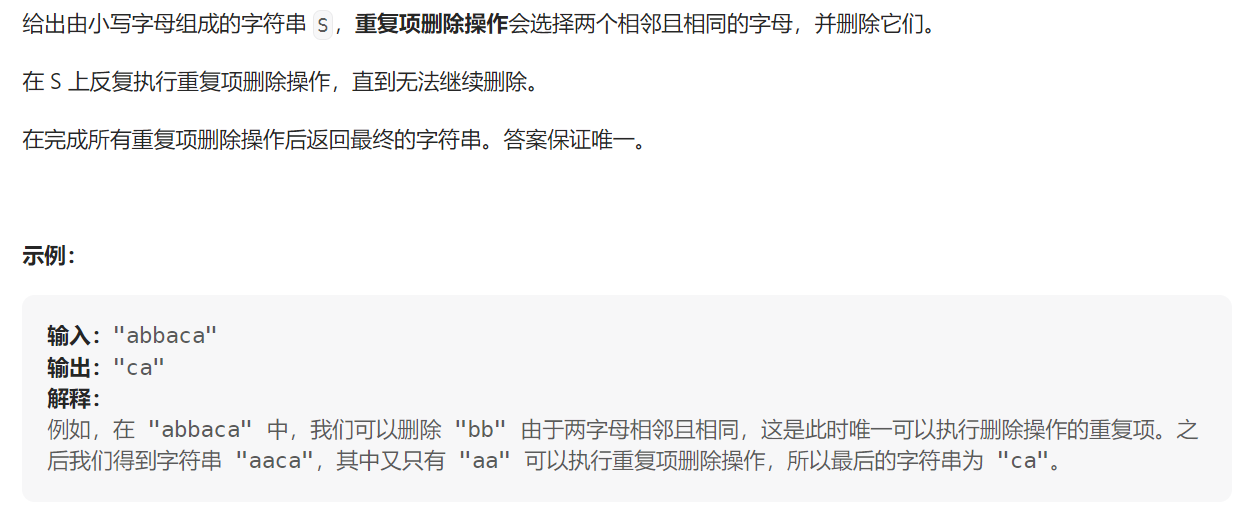 给出由小写字母组成的字符串 S，重复项删除操作会选择两个相邻且相同的字母，并删除它们。
在 S 上反复执行重复项删除操作，直到无法继续删除。
在完成所有重复项删除操作后返回最终的字符串。答案保证唯一。
示例：
输入："abbaca"
输出："ca"
解释：
例如，在 "abbaca" 中，我们可以删除 "bb" 由于两字母相邻且相同，这是此时唯一可以执行删除操作的重复项。之
后我们得到字符串 "aaca"，其中又只有 "aa" 可以执行重复项删除操作，所以最后的字符串为 "ca"。